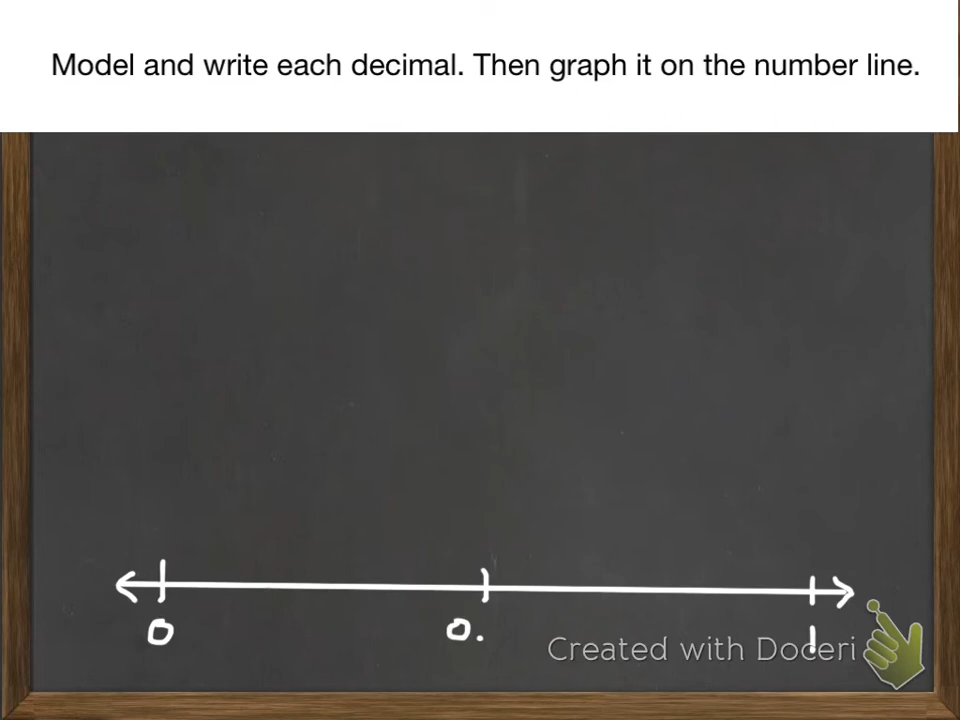 Model and write each decimal. Then graph it on the number line.
0 0. 1
Created with Doceri